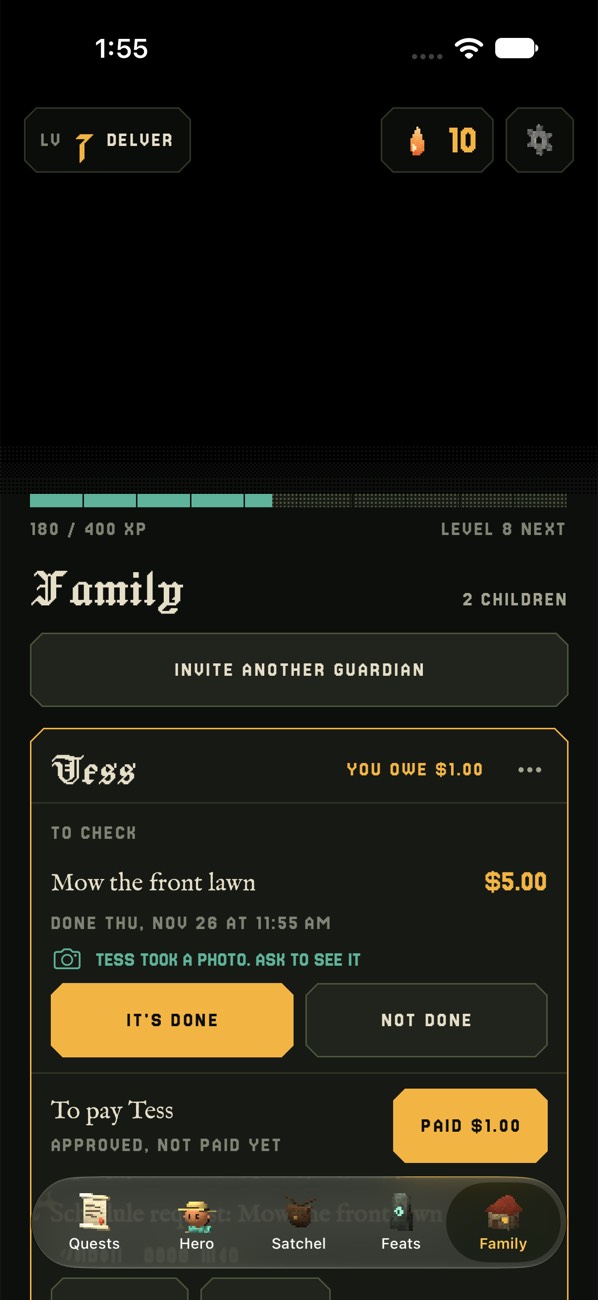 1:55
LV 7 DELVER
10
180 / 400 XP
LEVEL 8 NEXT
Family
2 CHILDREN
INVITE ANOTHER GUARDIAN
Tess
YOU OWE $1.00
TO CHECK
Mow the front lawn
$5.00
DONE THU, NOV 26 AT 11:55 AM
TESS TOOK A PHOTO. ASK TO SEE IT
IT'S DONE
NOT DONE
To pay Tess
APPROVED, NOT PAID YET
PAID $1.00
Quests
Hero
Satchel
Feats
Family